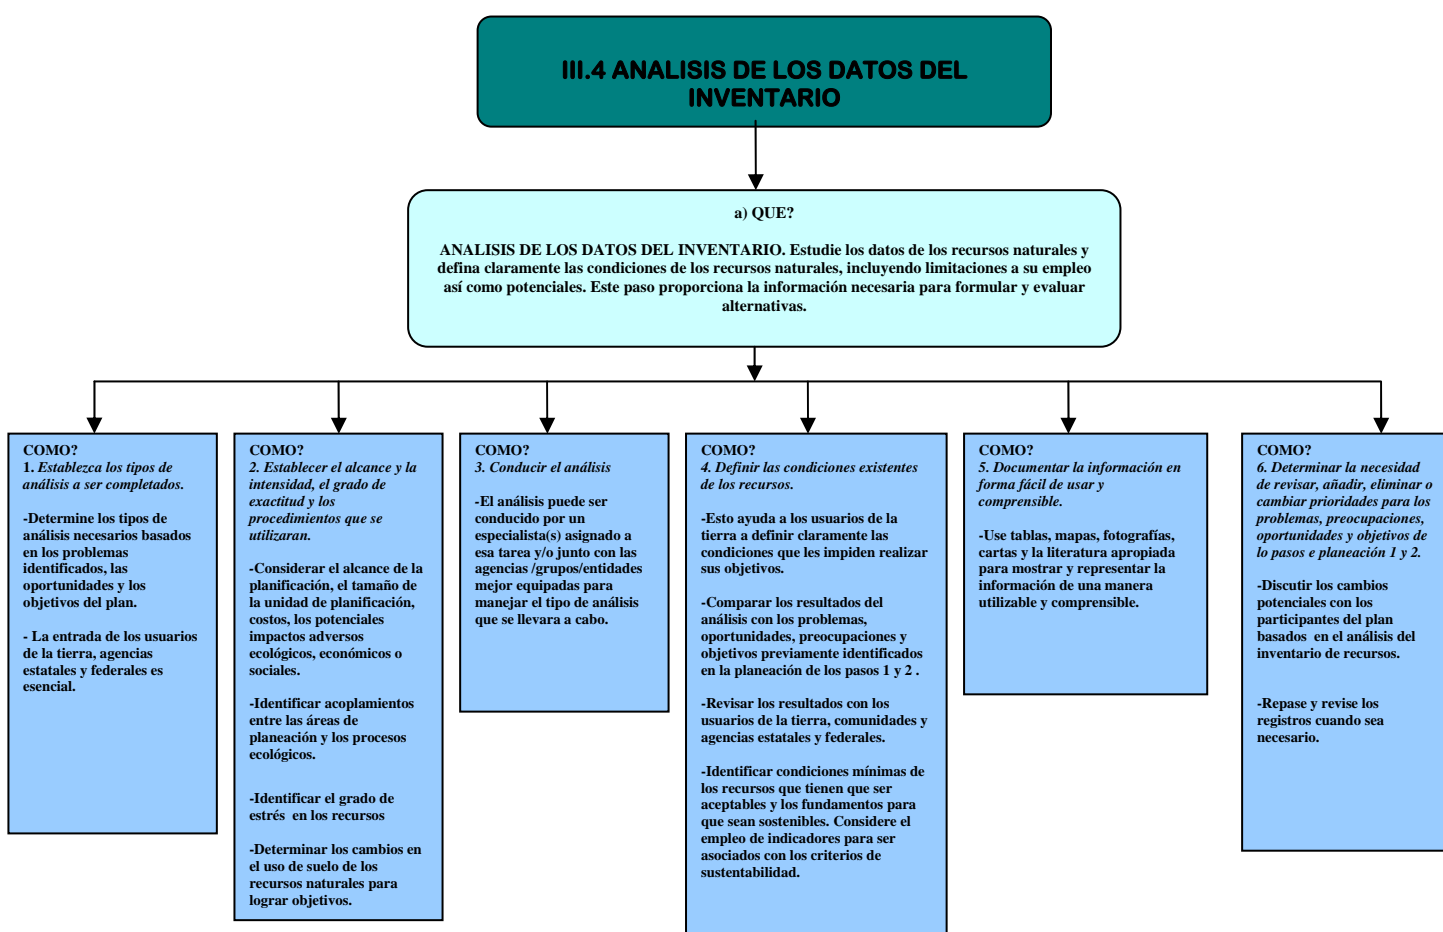 III.4 ANALISIS DE LOS DATOS DEL
INVENTARIO
a) QUE?
ANALISIS DE LOS DATOS DEL INVENTARIO. Estudie los datos de los recursos naturales y
defina claramente las condiciones de los recursos naturales, incluyendo limitaciones a su empleo
así como potenciales. Este paso proporciona la información necesaria para formular y evaluar
alternativas.
COMO?
1. Establezca los tipos de
análisis a ser completados.
-Determine los tipos de
análisis necesarios basados
en los problemas
identificados, las
oportunidades y los
objetivos del plan.
- La entrada de los usuarios
de la tierra, agencias
estatales y federales es
esencial.
COMO?
2. Establecer el alcance y la
intensidad, el grado de
exactitud y los
procedimientos que se
utilizaran.
-Considerar el alcance de la
planificación, el tamaño de
la unidad de planificación,
costos, los potenciales
impactos adversos
ecológicos, económicos o
sociales.
-Identificar acoplamientos
entre las áreas de
planeación y los procesos
ecológicos.
-Identificar el grado de
estrés en los recursos
-Determinar los cambios en
el uso de suelo de los
recursos naturales para
lograr objetivos.
COMO?
3. Conducir el análisis
-El análisis puede ser
conducido por un
especialista(s) asignado a
esa tarea y/o junto con las
agencias /grupos/entidades
mejor equipadas para
manejar el tipo de análisis
que se llevara a cabo.
COMO?
4. Definir las condiciones existentes
de los recursos.
-Esto ayuda a los usuarios de la
tierra a definir claramente las
condiciones que les impiden realizar
sus objetivos.
-Comparar los resultados del
análisis con los problemas,
oportunidades, preocupaciones y
objetivos previamente identificados
en la planeación de los pasos 1 y 2 .
-Revisar los resultados con los
usuarios de la tierra, comunidades y
agencias estatales y federales.
-Identificar condiciones mínimas de
los recursos que tienen que ser
aceptables y los fundamentos para
que sean sostenibles. Considere el
empleo de indicadores para ser
asociados con los criterios de
sustentabilidad.
COMO?
5. Documentar la información en
forma fácil de usar y
comprensible.
-Use tablas, mapas, fotografías,
cartas y la literatura apropiada
para mostrar y representar la
información de una manera
utilizable y comprensible.
COMO?
6. Determinar la necesidad
de revisar, añadir, eliminar o
cambiar prioridades para los
problemas, preocupaciones,
oportunidades y objetivos de
lo pasos e planeación 1 y 2.
-Discutir los cambios
potenciales con los
participantes del plan
basados en el análisis del
inventario de recursos.
-Repase y revise los
registros cuando sea
necesario.